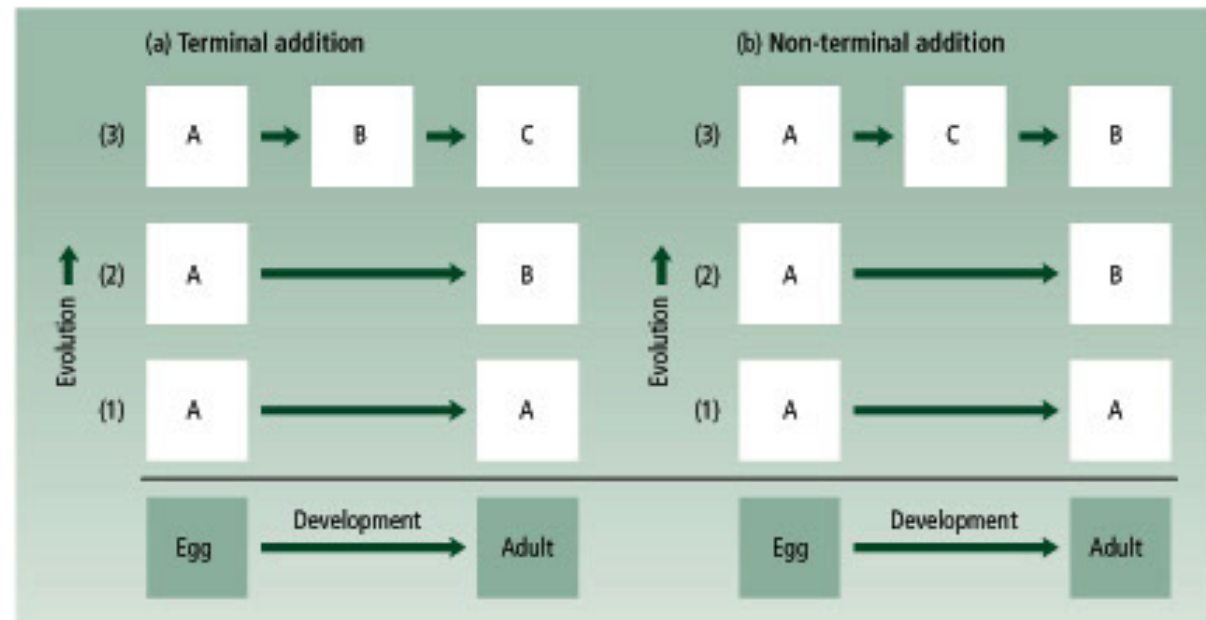 (a) Terminal addition
(3) A B C
(2) A B
(1) A A
Evolution
Egg Development Adult
(b) Non-terminal addition
(3) A C B
(2) A B
(1) A A
Evolution
Egg Development Adult